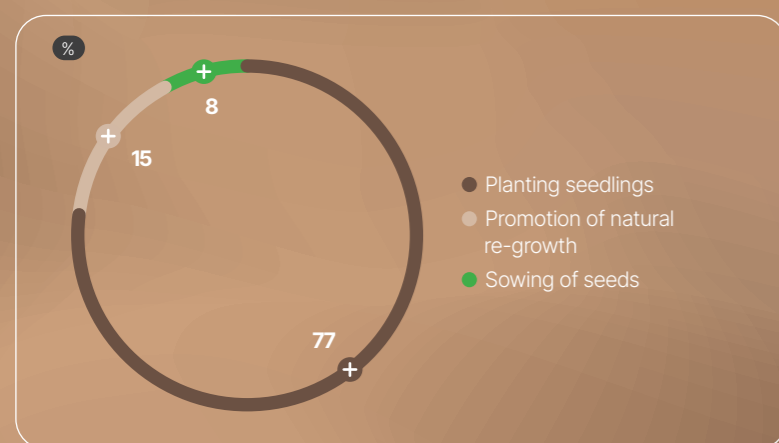 %
8
15
77
Planting seedlings
Promotion of natural
re-growth
Sowing of seeds